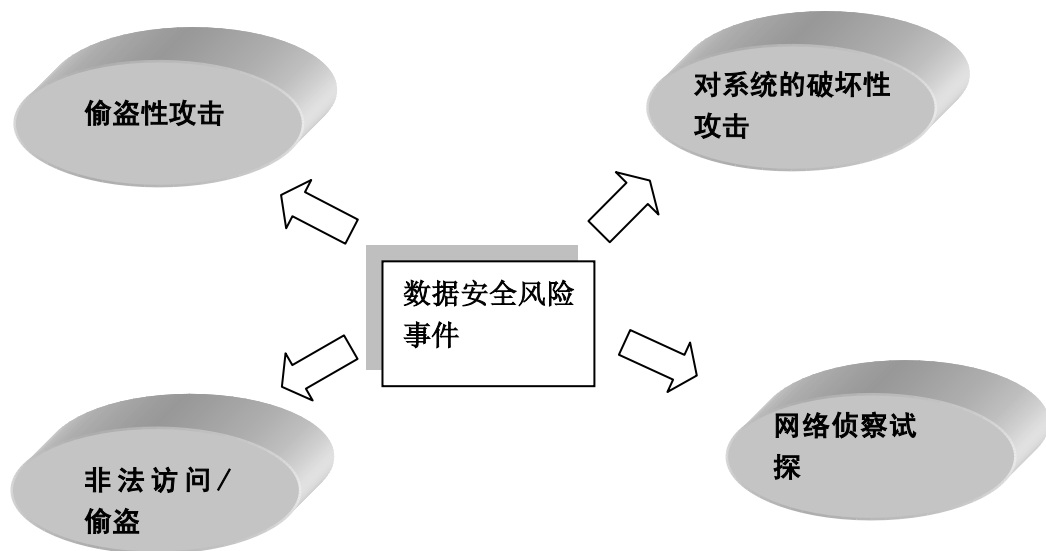 偷盗性攻击
对系统的破坏性
攻击
数据安全风险
事件
非法访问/
偷盗
网络侦察试
探